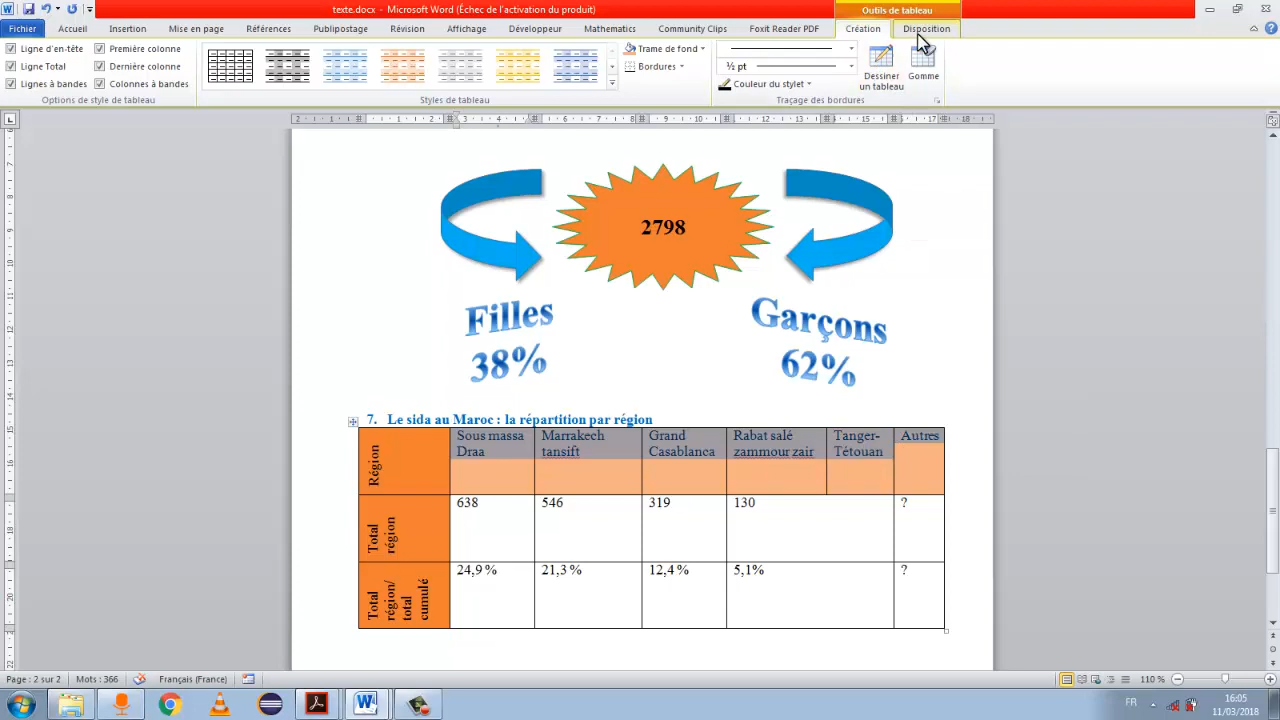 texte.docx - Microsoft Word (Échec de l'activation du produit)
Outils de tableau
Fichier Accueil Insertion Mise en page Références Publipostage Révision Affichage Développeur Mathematics Community Clips Foxit Reader PDF Création Disposition
Ligne d'en-tête Première colonne
Ligne Total Dernière colonne
Lignes à bandes Colonnes à bandes
Options de style de tableau
Styles de tableau
Trame de fond
Bordures
½ pt
Couleur du stylet
Dessiner un tableau
Gomme
Traçage des bordures
2798
Filles
38%
Garçons
62%
7. Le sida au Maroc : la répartition par région
Région
Sous massa Draa
Marrakech tansift
Grand Casablanca
Rabat salé zammour zair
Tanger-Tétouan
Autres
Total région
638 546 319 130 ?
Total région/ total cumulé
24,9 % 21,3 % 12,4 % 5,1% ?
Page : 2 sur 2 Mots : 366 Français (France) 110 %
FR 16:05
11/03/2018